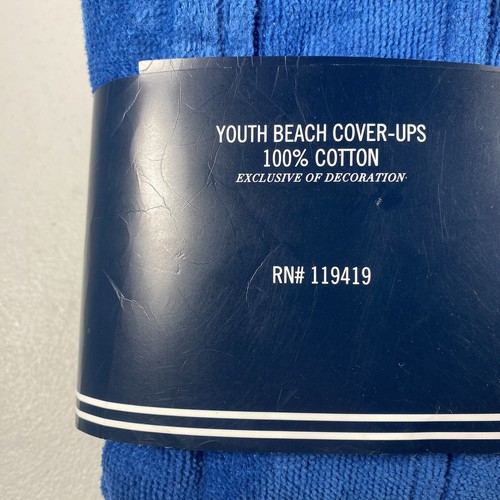 YOUTH BEACH COVER-UPS
100% COTTON
EXCLUSIVE OF DECORATION
RN# 119419